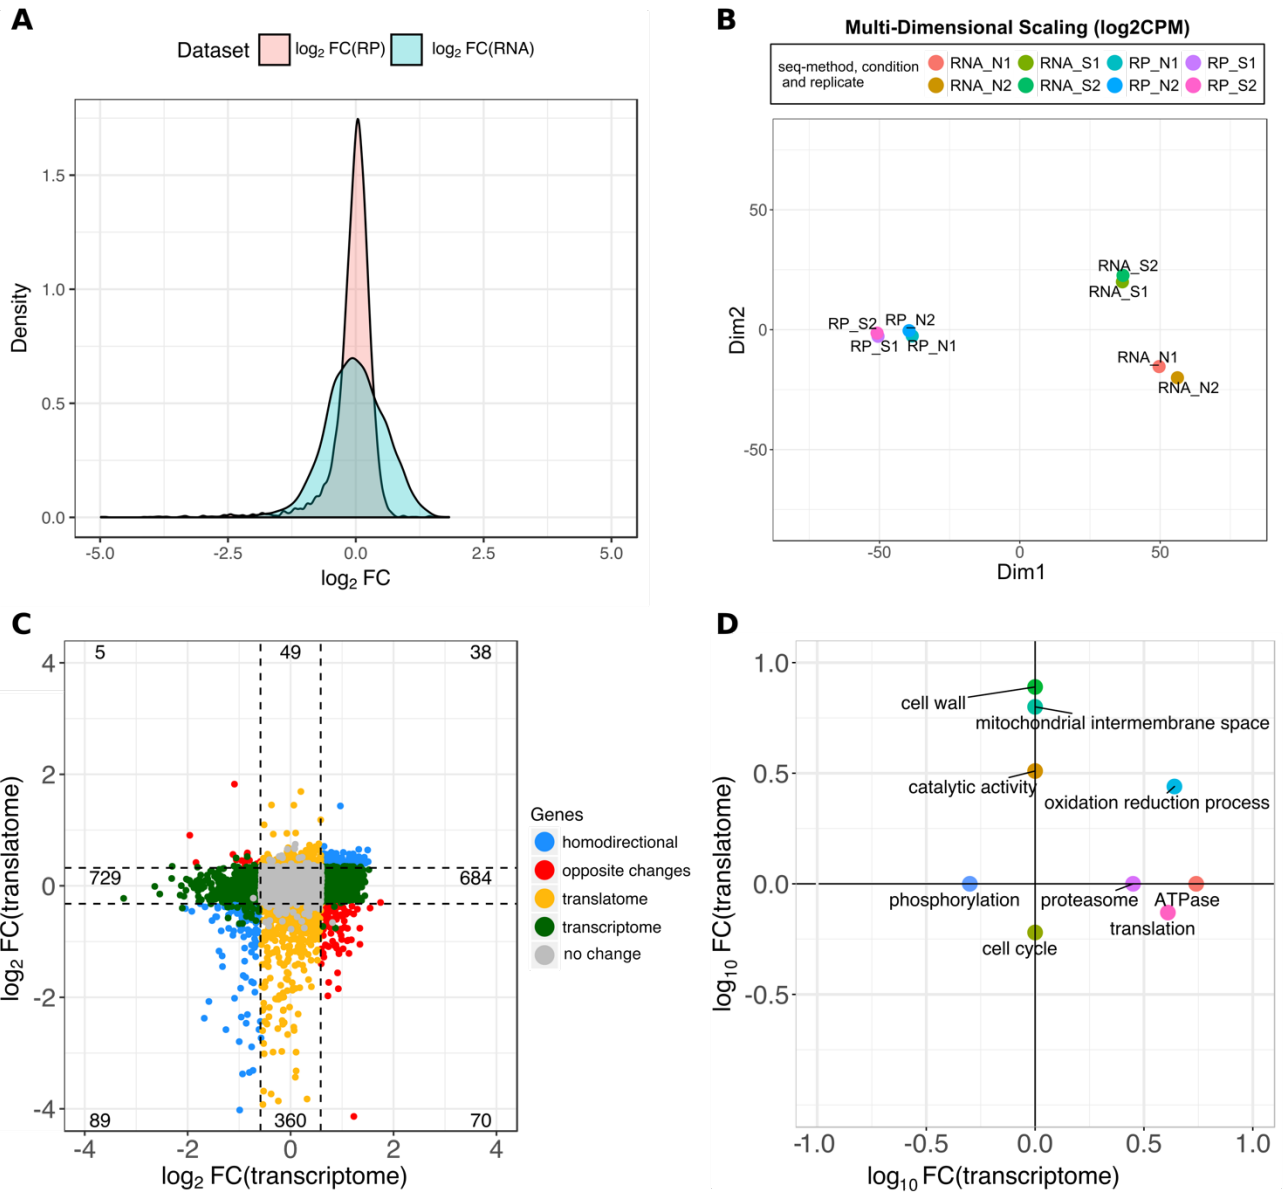 A
Dataset log₂ FC(RP) log₂ FC(RNA)
1.5
1.0
0.5
0.0
Density
-5.0 -2.5 0.0 2.5 5.0
log₂ FC
B
Multi-Dimensional Scaling (log2CPM)
seq-method, condition
and replicate
RNA_N1 RNA_S1 RP_N1 RP_S1
RNA_N2 RNA_S2 RP_N2 RP_S2
50
0
-50
Dim2
RNA_S2
RNA_S1
RP_S2 RP_N2
RP_S1 RP_N1
RNA_N1
RNA_N2
-50 0 50
Dim1
C
5 49 38
729 684
89 360 70
4
2
0
-2
-4
log₂ FC(translatome)
-4 -2 0 2 4
log₂ FC(transcriptome)
Genes
homodirectional
opposite changes
translatome
transcriptome
no change
D
1.0
0.5
0.0
-0.5
log₁₀ FC(translatome)
cell wall
mitochondrial intermembrane space
catalytic activity
oxidation reduction process
phosphorylation proteasome ATPase
translation
cell cycle
-1.0 -0.5 0.0 0.5 1.0
log₁₀ FC(transcriptome)